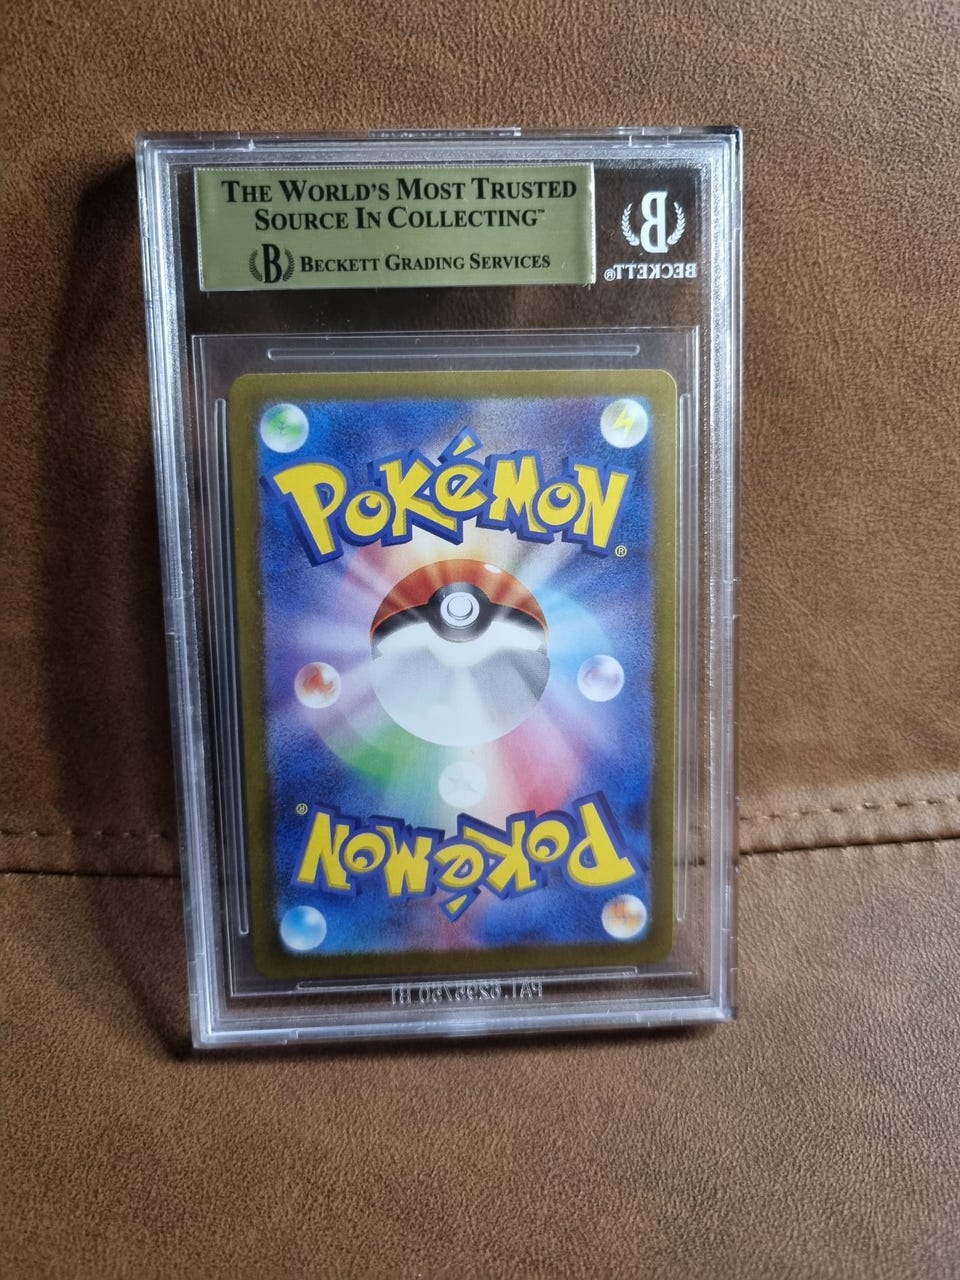 THE WORLD'S MOST TRUSTED
SOURCE IN COLLECTING™
B BECKETT GRADING SERVICES
B
BECKETT®
POKéMON®
POKéMON®